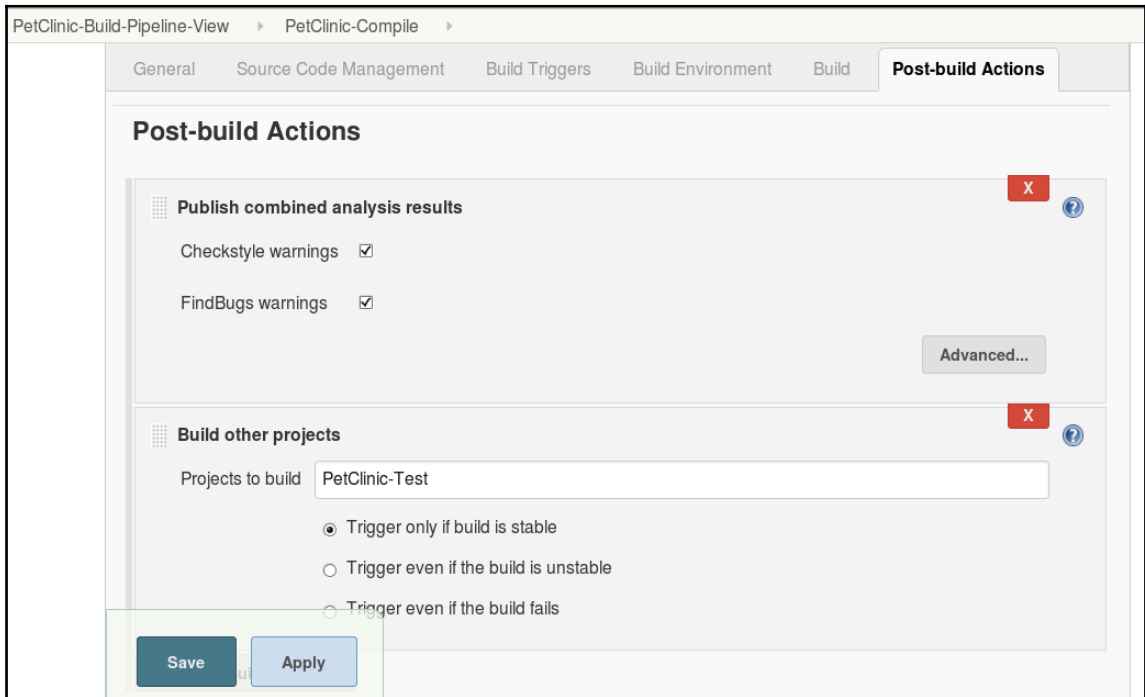 PetClinic-Build-Pipeline-View PetClinic-Compile
General Source Code Management Build Triggers Build Environment Build Post-build Actions
Post-build Actions
X
Publish combined analysis results
Checkstyle warnings
FindBugs warnings
Advanced...
X
Build other projects
Projects to build PetClinic-Test
Trigger only if build is stable
Trigger even if the build is unstable
Trigger even if the build fails
Save Apply